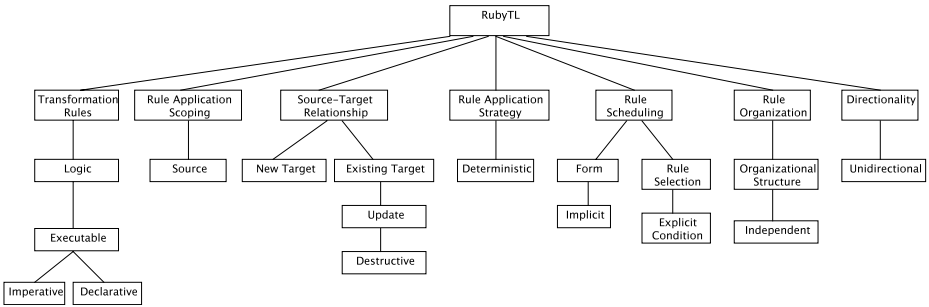 RubyTL
Transformation
Rules
Rule Application
Scoping
Source-Target
Relationship
Rule Application
Strategy
Rule
Scheduling
Rule
Organization
Directionality
Logic
Source
New Target
Existing Target
Deterministic
Form
Rule
Selection
Organizational
Structure
Unidirectional
Update
Implicit
Explicit
Condition
Independent
Executable
Destructive
Imperative
Declarative